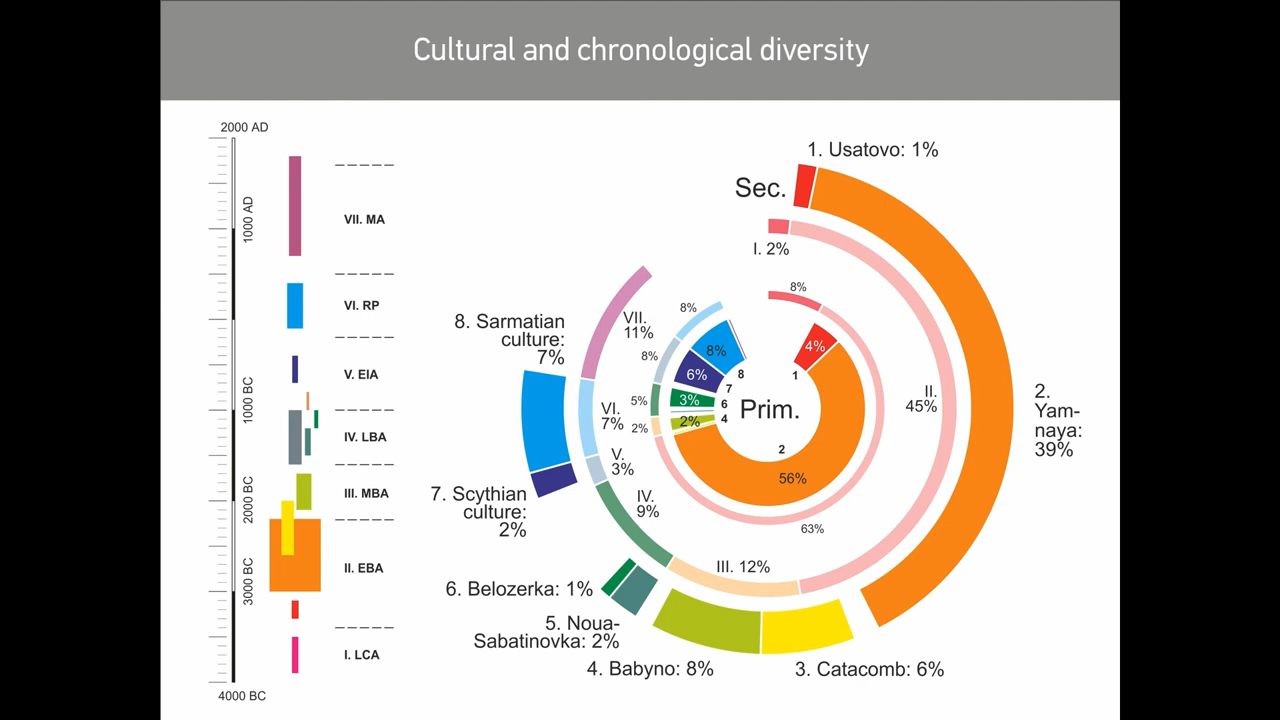 Cultural and chronological diversity
2000 AD
1000 AD
1000 BC
2000 BC
3000 BC
4000 BC
VII. MA
VI. RP
V. EIA
IV. LBA
III. MBA
II. EBA
I. LCA
1. Usatovo: 1%
Sec.
I. 2%
8%
8. Sarmatian
culture:
7%
VII.
11%
8%
8%
8%
4%
6%
8
1
7
5%
3%
6
Prim.
II.
45%
2.
Yam-
naya:
39%
VI.
7%
2%
2%
4
2
V.
3%
56%
7. Scythian
culture:
2%
IV.
9%
63%
III. 12%
6. Belozerka: 1%
5. Noua-
Sabatinovka: 2%
4. Babyno: 8%
3. Catacomb: 6%